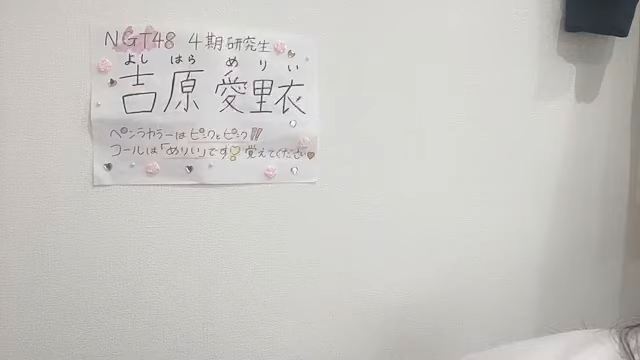 NGT48 4期研究生
よし はら め り い
吉原 愛里衣
ペンラカラーは ピンクとピンク!!
コールは「めりい」です 覚えてください